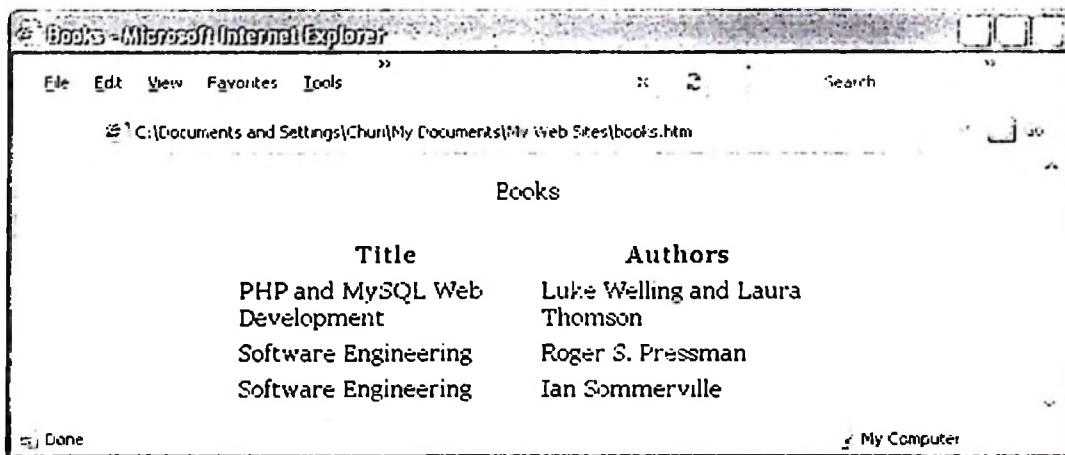 Books - Microsoft Internet Explorer
File Edit View Favorites Tools » Search »
C:\Documents and Settings\Churi\My Documents\My Web Sites\books.htm Go
Books
Title Authors
PHP and MySQL Web Luke Welling and Laura
Development Thomson
Software Engineering Roger S. Pressman
Software Engineering Ian Sommerville
Done My Computer